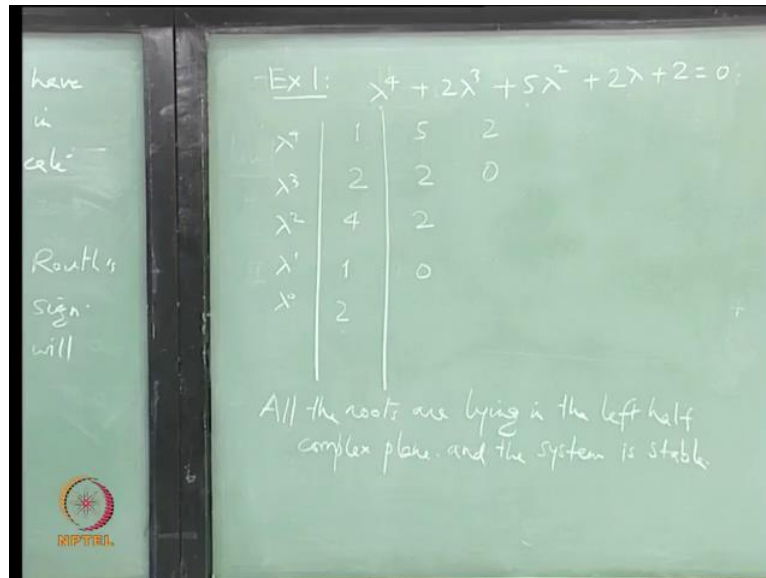 have
in
Routh's
sign.
will
Ex 1: λ⁴ + 2λ³ + 5λ² + 2λ + 2 = 0
λ⁴ 1 5 2
λ³ 2 2 0
λ² 4 2
λ¹ 1 0
λ⁰ 2
All the roots are lying in the left half
complex plane. and the system is stable.
NPTEL